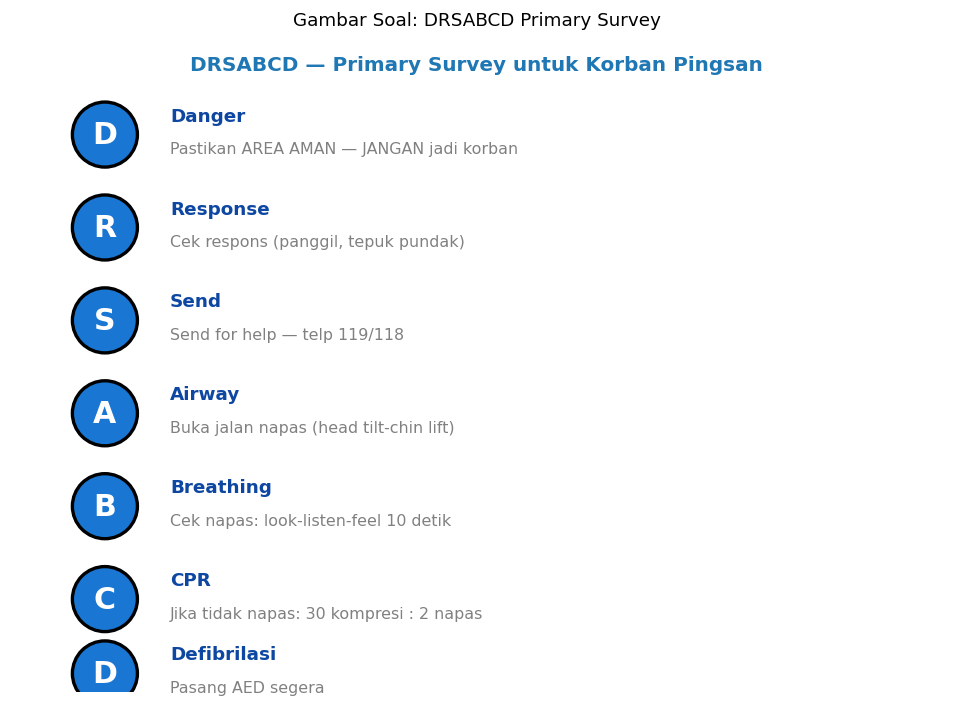 Gambar Soal: DRSABCD Primary Survey
DRSABCD — Primary Survey untuk Korban Pingsan
D
Danger
Pastikan AREA AMAN — JANGAN jadi korban
R
Response
Cek respons (panggil, tepuk pundak)
S
Send
Send for help — telp 119/118
A
Airway
Buka jalan napas (head tilt-chin lift)
B
Breathing
Cek napas: look-listen-feel 10 detik
C
CPR
Jika tidak napas: 30 kompresi : 2 napas
D
Defibrilasi
Pasang AED segera